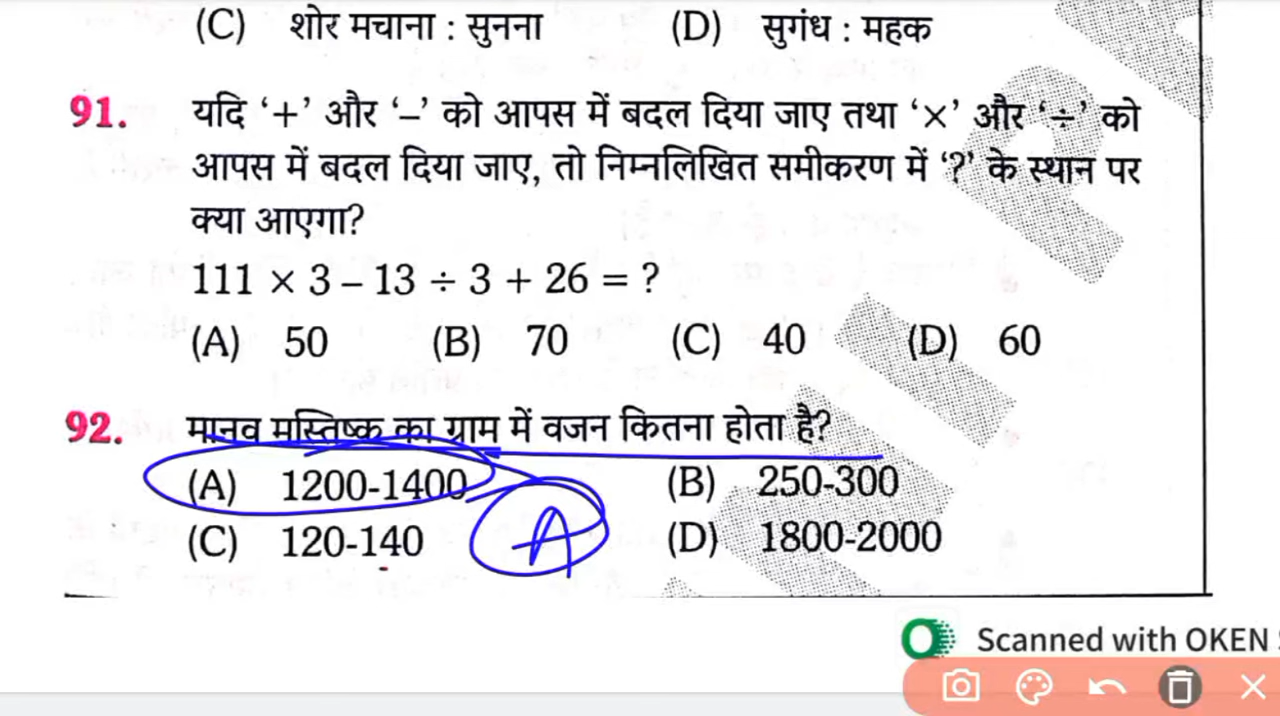 (C) शोर मचाना : सुनना (D) सुगंध : महक
91. यदि ‘+’ और ‘–’ को आपस में बदल दिया जाए तथा ‘×’ और ‘÷’ को
आपस में बदल दिया जाए, तो निम्नलिखित समीकरण में ‘?’ के स्थान पर
क्या आएगा?
111 × 3 – 13 ÷ 3 + 26 = ?
(A) 50 (B) 70 (C) 40 (D) 60
92. मानव मस्तिष्क का ग्राम में वजन कितना होता है?
(A) 1200-1400 (B) 250-300
(C) 120-140 A (D) 1800-2000
Scanned with OKEN